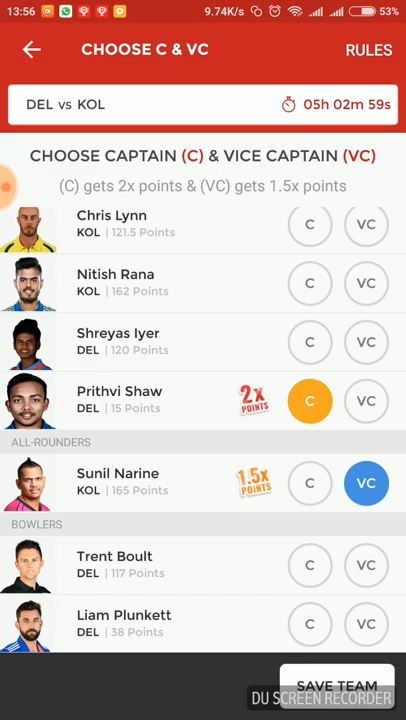 13:56
9.74K/s
53%
CHOOSE C & VC
RULES
DEL vs KOL
05h 02m 59s
CHOOSE CAPTAIN (C) & VICE CAPTAIN (VC)
(C) gets 2x points & (VC) gets 1.5x points
Chris Lynn
KOL | 121.5 Points
C
VC
Nitish Rana
KOL | 162 Points
C
VC
Shreyas Iyer
DEL | 120 Points
C
VC
Prithvi Shaw
DEL | 15 Points
2x
POINTS
C
VC
ALL-ROUNDERS
Sunil Narine
KOL | 165 Points
1.5x
POINTS
C
VC
BOWLERS
Trent Boult
DEL | 117 Points
C
VC
Liam Plunkett
DEL | 38 Points
C
VC
SAVE TEAM
DU SCREEN RECORDER